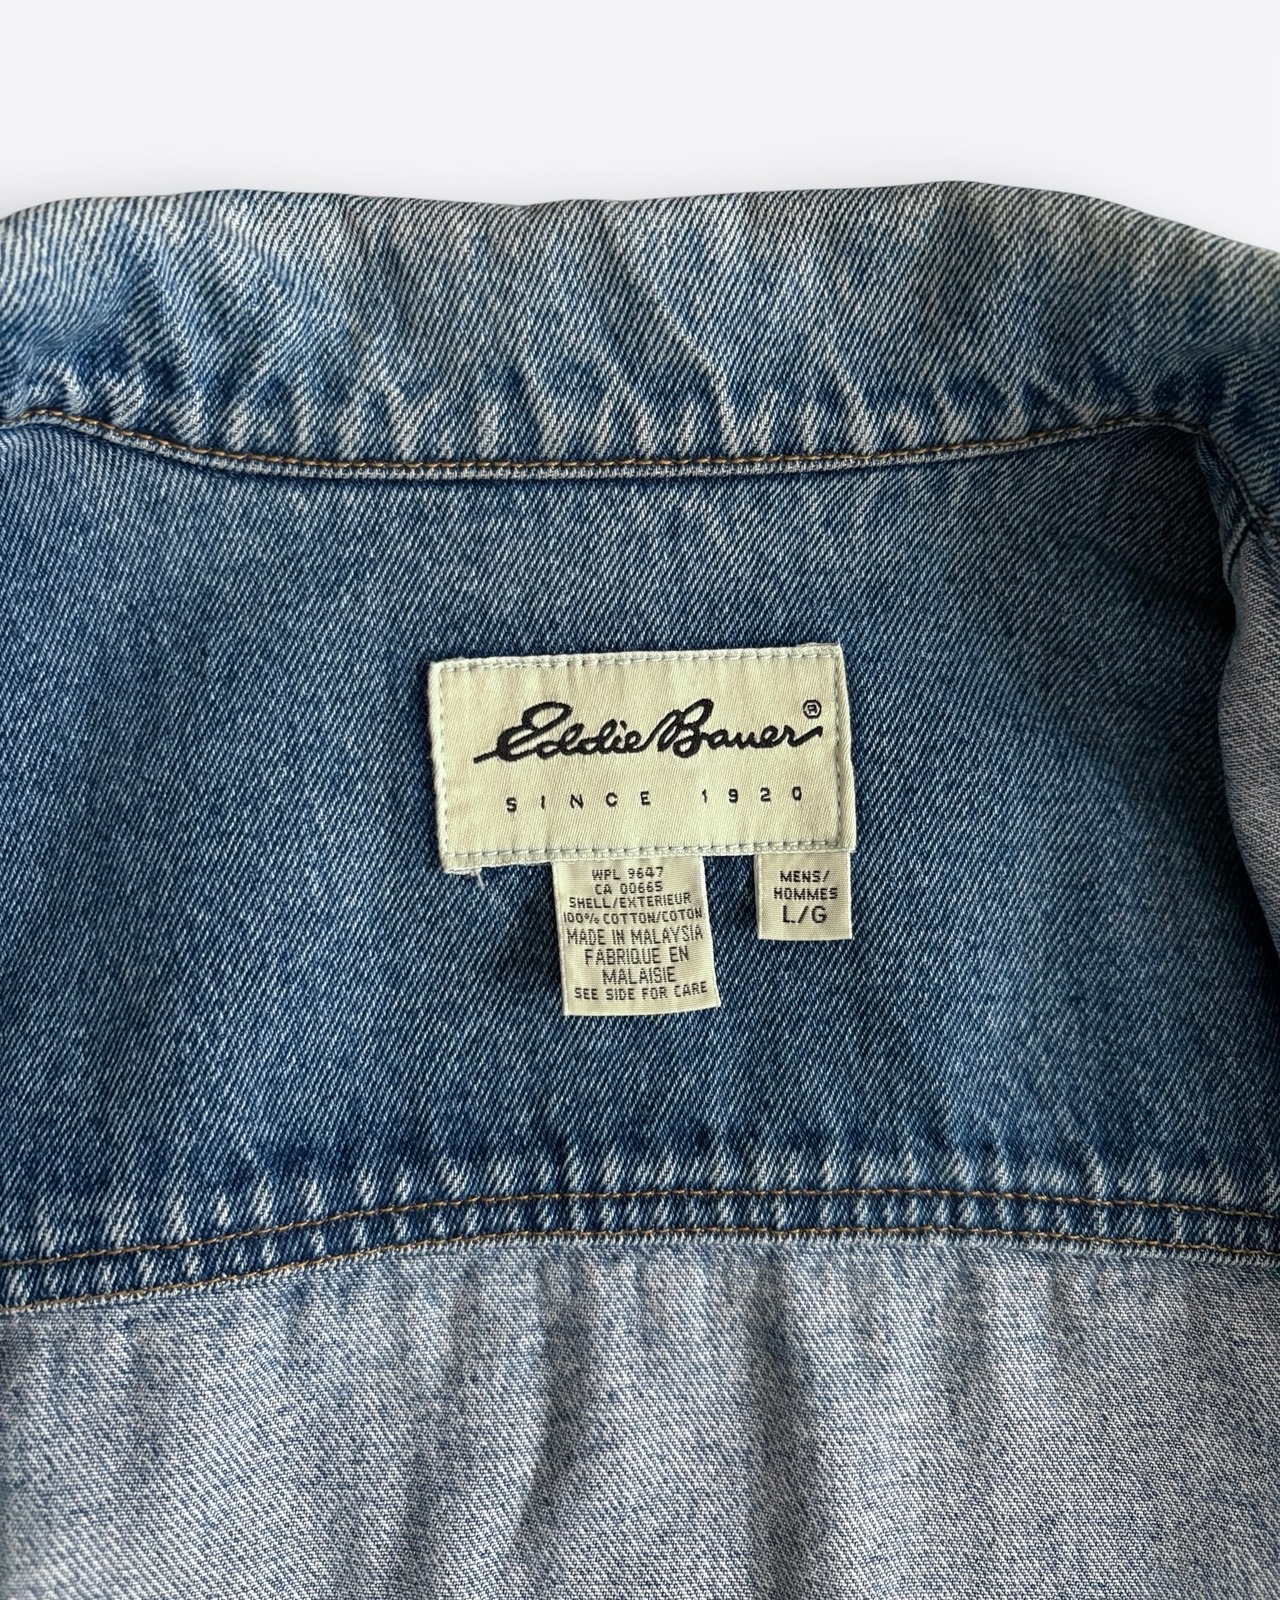 Eddie Bauer®
SINCE 1920
WPL 9647
CA 00665
SHELL/EXTERIEUR
100% COTTON/COTON
MADE IN MALAYSIA
FABRIQUE EN
MALAISIE
SEE SIDE FOR CARE
MENS/
HOMMES
L/G